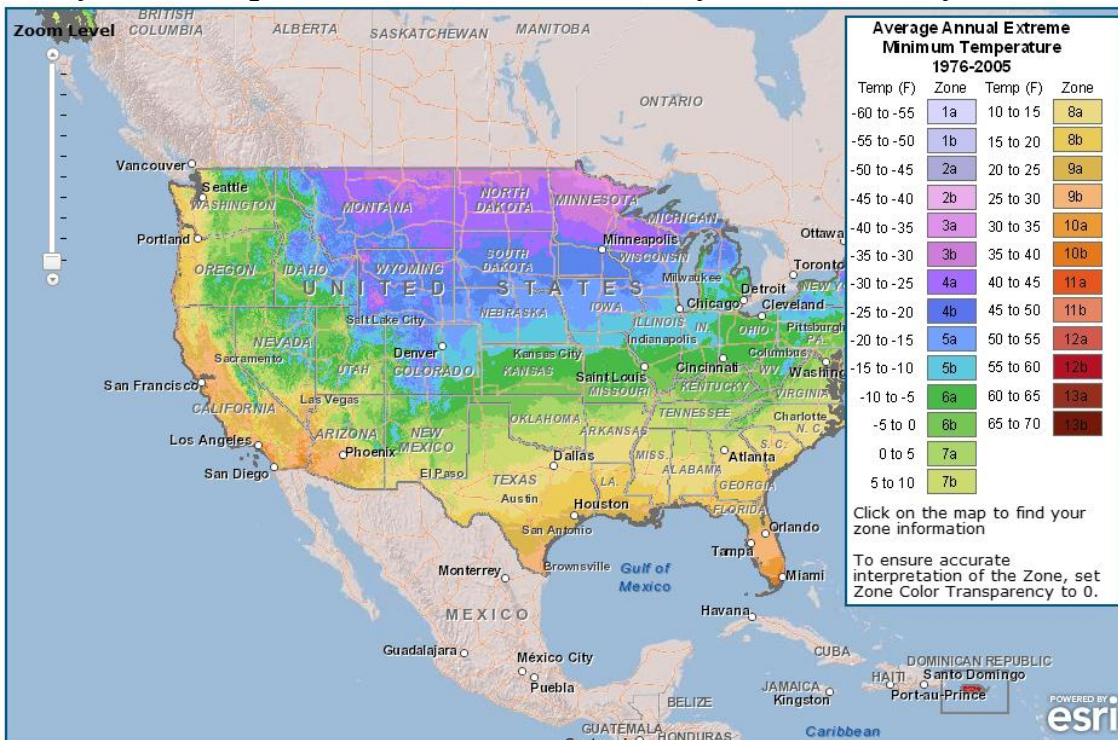 BRITISH
COLUMBIA
ALBERTA
SASKATCHEWAN
MANITOBA
ONTARIO
Zoom Level
Vancouver
Seattle
WASHINGTON
MONTANA
NORTH
DAKOTA
MINNESOTA
MICHIGAN
Ottawa
Portland
OREGON
IDAHO
WYOMING
SOUTH
DAKOTA
Minneapolis
WISCONSIN
Toronto
UNITED STATES
Milwaukee
Detroit
NEW Y
Chicago
Cleveland
NEBRASKA
IOWA
ILLINOIS
IN.
OHIO
Pittsburgh
PA.
Salt Lake City
Indianapolis
NEVADA
Denver
COLORADO
Kansas City
Columbus
Sacramento
UTAH
KANSAS
Saint Louis
Cincinnati
WV.
Washing
San Francisco
MISSOURI
KENTUCKY
VIRGINIA
CALIFORNIA
Las Vegas
OKLAHOMA
TENNESSEE
Charlotte
N. C.
Los Angeles
ARIZONA
NEW
MEXICO
ARKANSAS
S. C.
Phoenix
Dallas
MISS.
Atlanta
San Diego
El Paso
TEXAS
LA.
ALABAMA
GEORGIA
Austin
Houston
FLORIDA
San Antonio
Orlando
Tampa
Monterrey
Brownsville
Gulf of
Mexico
Miami
MEXICO
Havana
Guadalajara
México City
Puebla
CUBA
DOMINICAN REPUBLIC
HAITI
Santo Domingo
JAMAICA
Port-au-Prince
Kingston
BELIZE
GUATEMALA
HONDURAS
Caribbean
Average Annual Extreme
Minimum Temperature
1976-2005
Temp (F) Zone Temp (F) Zone
-60 to -55 1a 10 to 15 8a
-55 to -50 1b 15 to 20 8b
-50 to -45 2a 20 to 25 9a
-45 to -40 2b 25 to 30 9b
-40 to -35 3a 30 to 35 10a
-35 to -30 3b 35 to 40 10b
-30 to -25 4a 40 to 45 11a
-25 to -20 4b 45 to 50 11b
-20 to -15 5a 50 to 55 12a
-15 to -10 5b 55 to 60 12b
-10 to -5 6a 60 to 65 13a
-5 to 0 6b 65 to 70 13b
0 to 5 7a
5 to 10 7b
Click on the map to find your
zone information
To ensure accurate
interpretation of the Zone, set
Zone Color Transparency to 0.
POWERED BY
esri